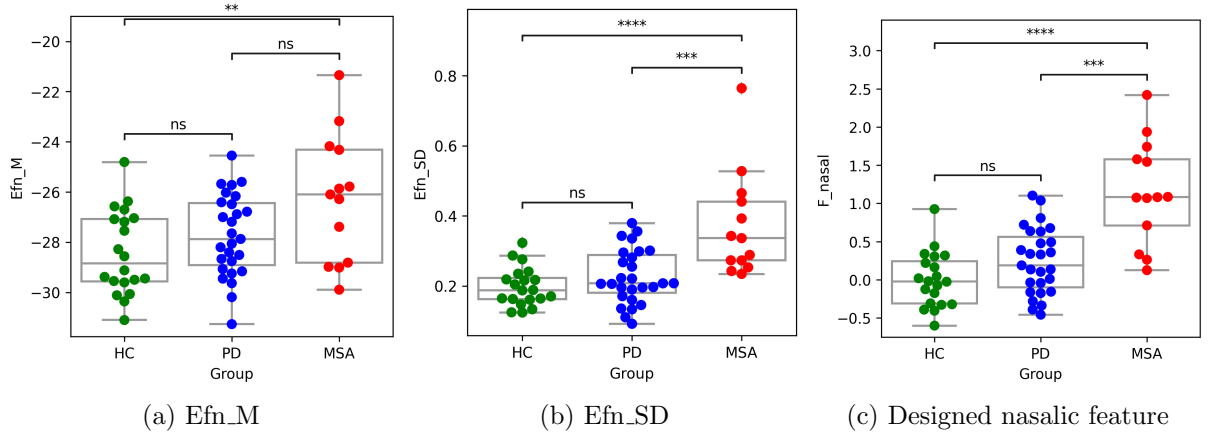 **
ns
ns
−20
−22
−24
−26
−28
−30
Efn_M
HC
PD
MSA
Group
(a) Efn_M
****
***
ns
0.8
0.6
0.4
0.2
Efn_SD
HC
PD
MSA
Group
(b) Efn_SD
****
***
ns
3.0
2.5
2.0
1.5
1.0
0.5
0.0
−0.5
F_nasal
HC
PD
MSA
Group
(c) Designed nasalic feature